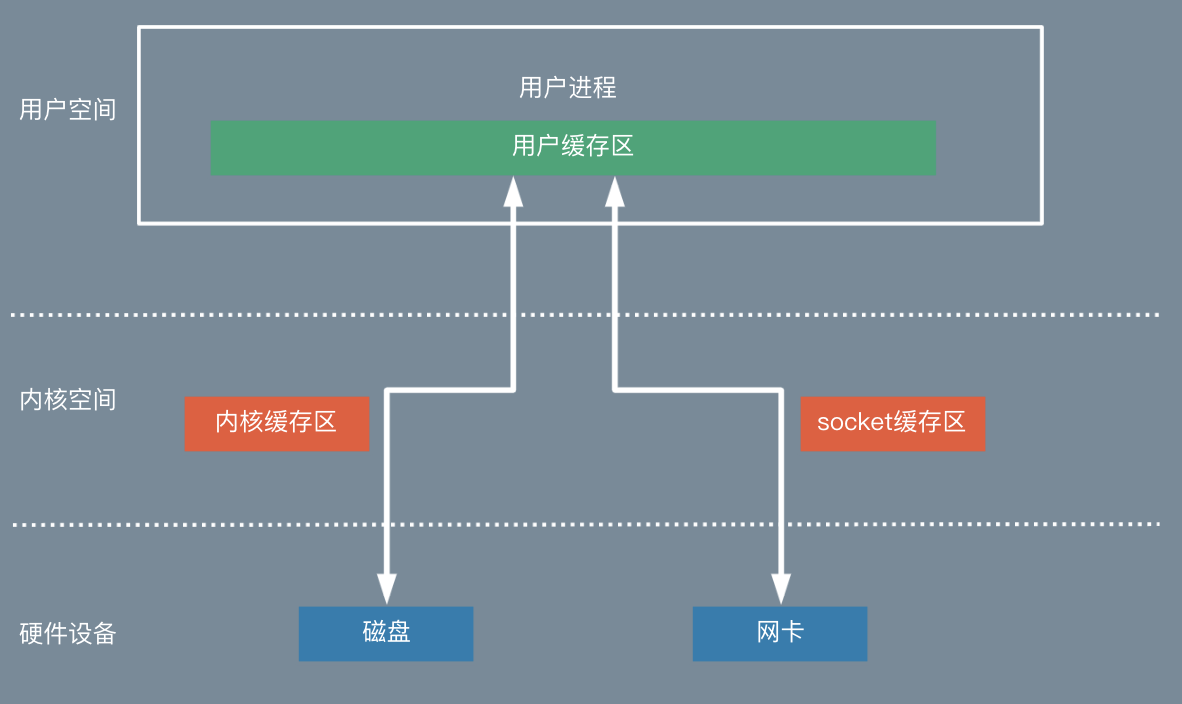 用户进程
用户空间
用户缓存区
内核空间
内核缓存区
socket缓存区
硬件设备
磁盘
网卡